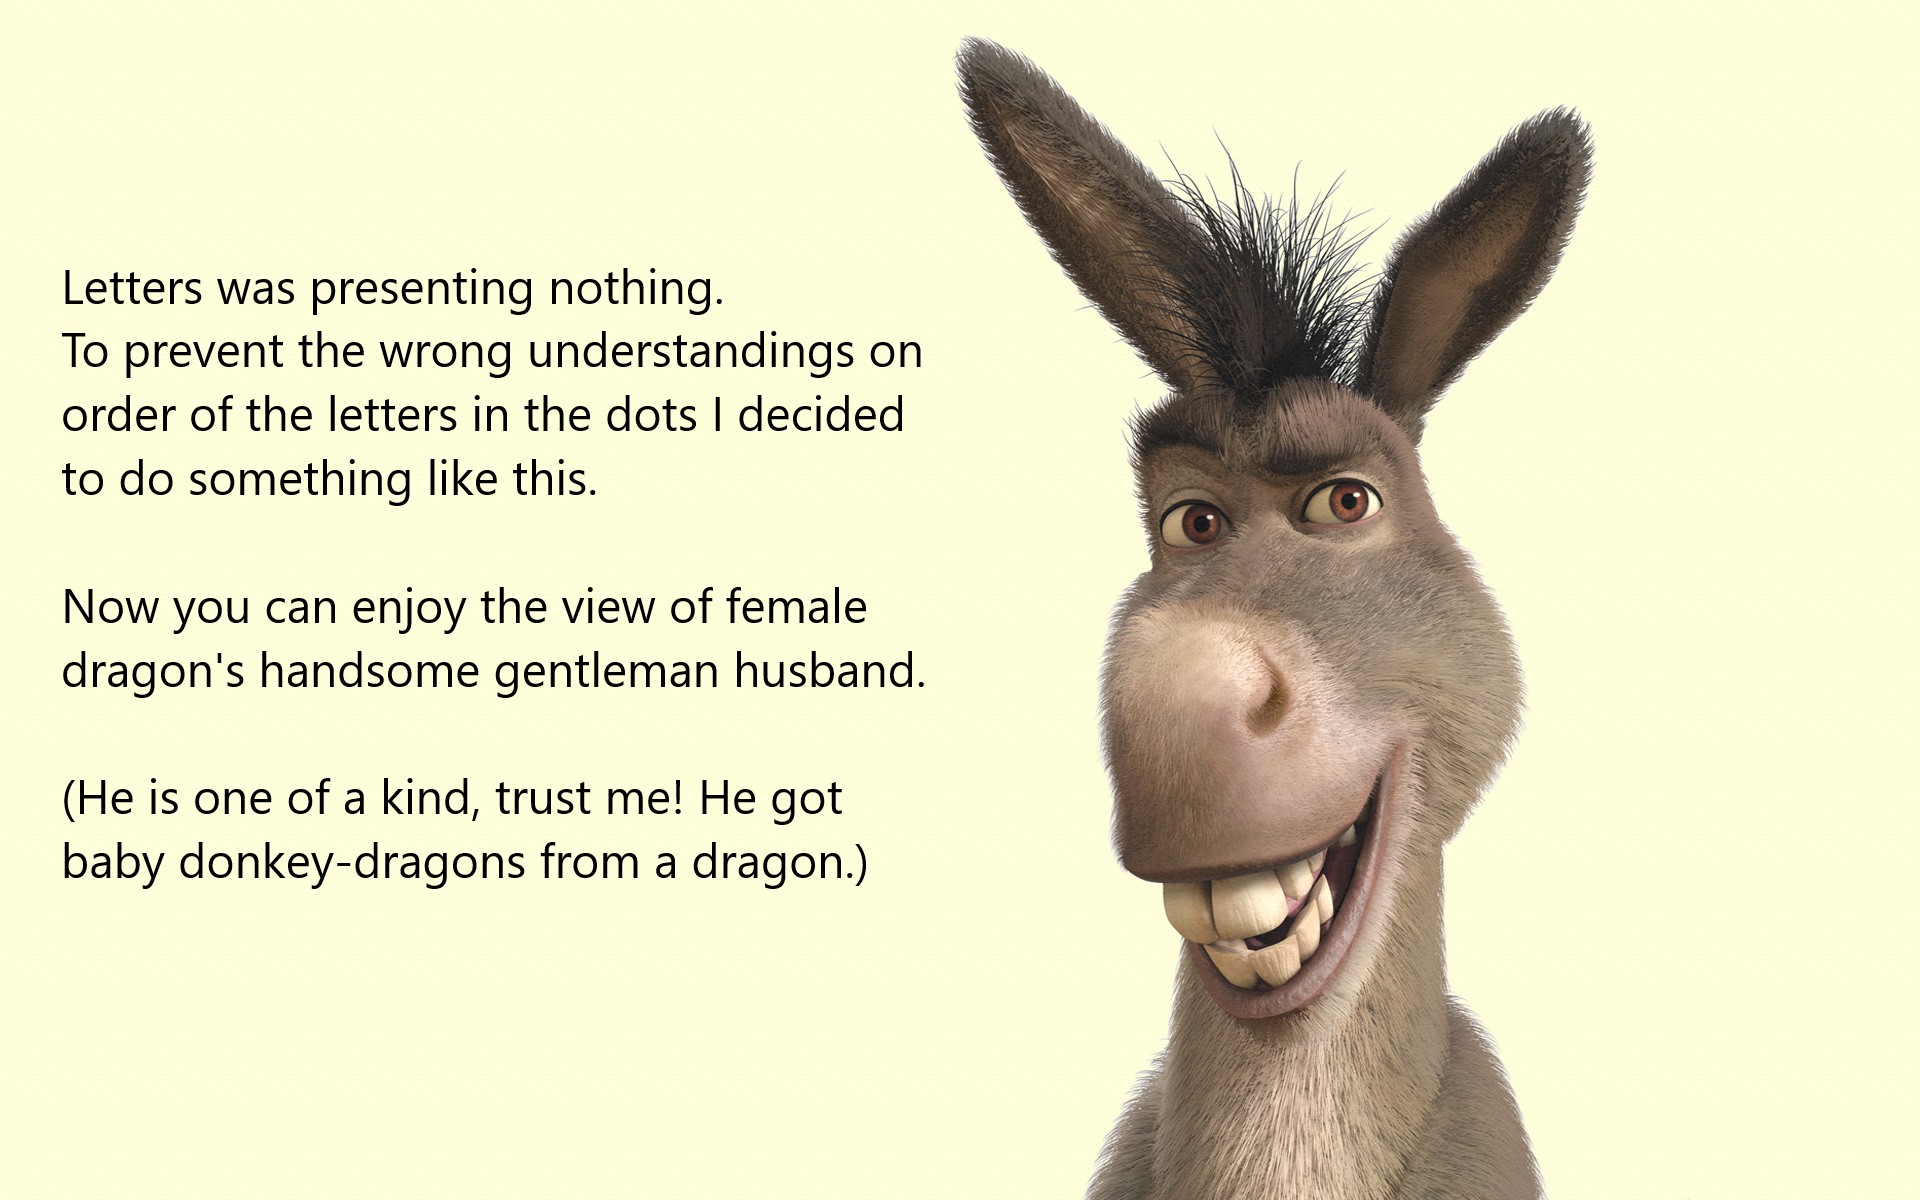 Letters was presenting nothing.
To prevent the wrong understandings on
order of the letters in the dots I decided
to do something like this.
Now you can enjoy the view of female
dragon's handsome gentleman husband.
(He is one of a kind, trust me! He got
baby donkey-dragons from a dragon.)